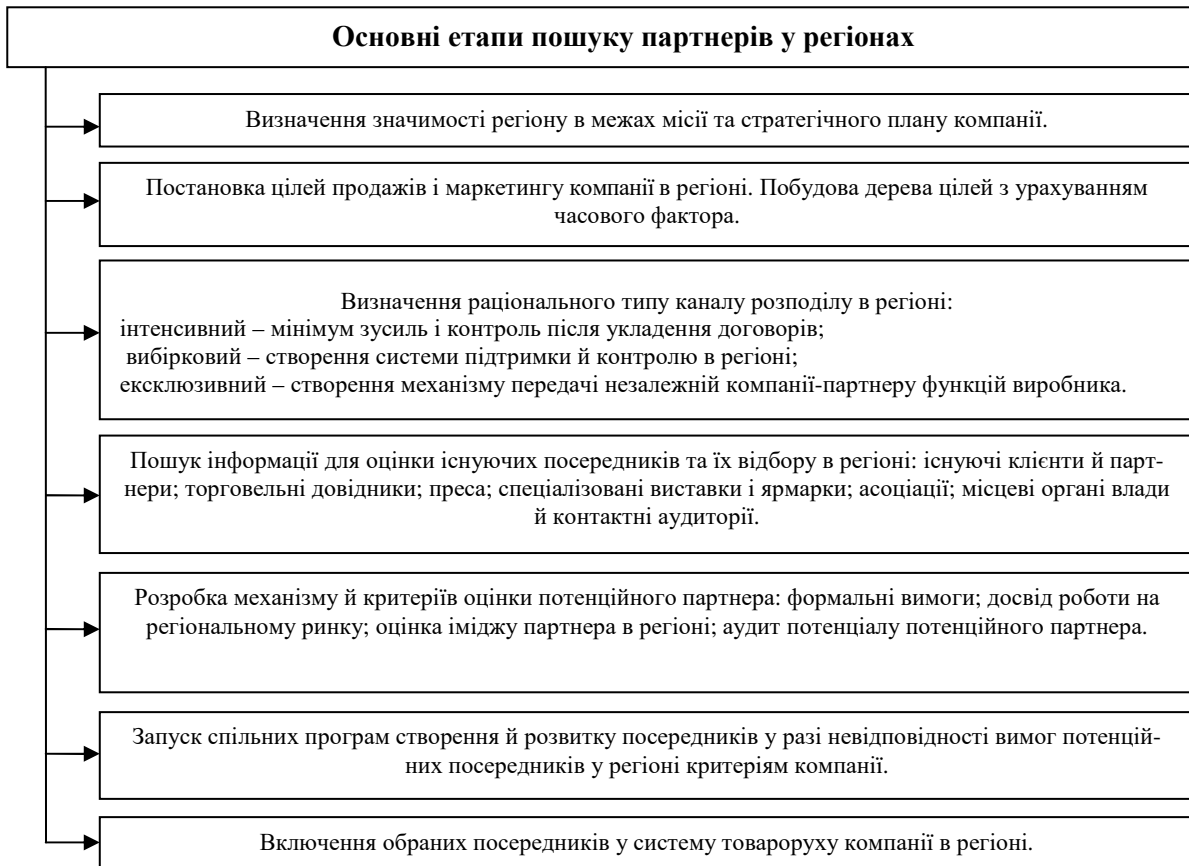 Основні етапи пошуку партнерів у регіонах
Визначення значимості регіону в межах місії та стратегічного плану компанії.
Постановка цілей продажів і маркетингу компанії в регіоні. Побудова дерева цілей з урахуванням
часового фактора.
Визначення раціонального типу каналу розподілу в регіоні:
інтенсивний – мінімум зусиль і контроль після укладення договорів;
вибірковий – створення системи підтримки й контролю в регіоні;
ексклюзивний – створення механізму передачі незалежній компанії-партнеру функцій виробника.
Пошук інформації для оцінки існуючих посередників та їх відбору в регіоні: існуючі клієнти й парт-
нери; торговельні довідники; преса; спеціалізовані виставки і ярмарки; асоціації; місцеві органі влади
й контактні аудиторії.
Розробка механізму й критеріїв оцінки потенційного партнера: формальні вимоги; досвід роботи на
регіональному ринку; оцінка іміджу партнера в регіоні; аудит потенціалу потенційного партнера.
Запуск спільних програм створення й розвитку посередників у разі невідповідності вимог потенцій-
них посередників у регіоні критеріям компанії.
Включення обраних посередників у систему товароруху компанії в регіоні.